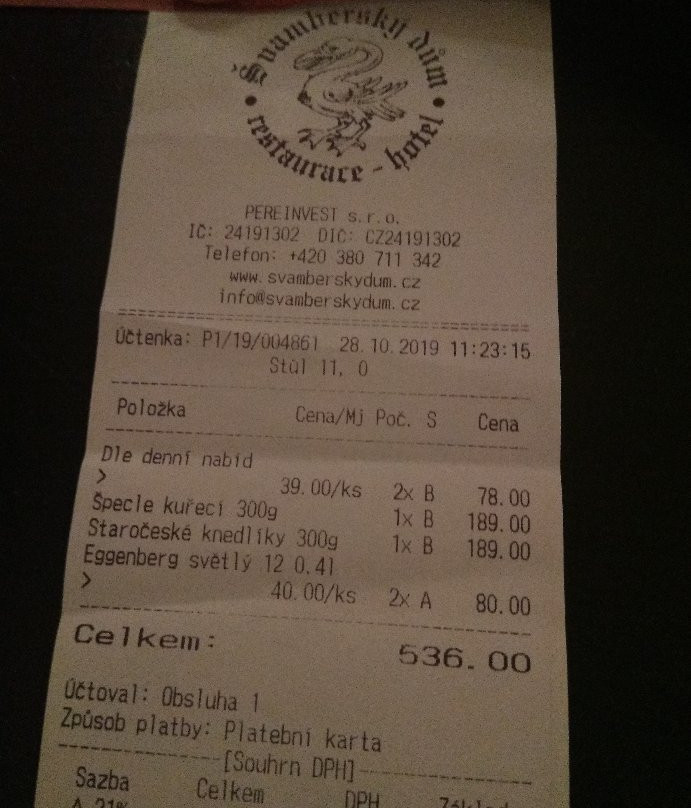 Švamberský dům
• restaurace - hotel •
PEREINVEST s.r.o.
IČ: 24191302 DIČ: CZ24191302
Telefon: +420 380 711 342
www.svamberskydum.cz
info@svamberskydum.cz
Účtenka: P1/19/004861 28.10.2019 11:23:15
Stůl 11, 0
Položka Cena/Mj Poč. S Cena
Dle denní nabíd
> 39.00/ks 2x B 78.00
Špecle kuřecí 300g 1x B 189.00
Staročeské knedlíky 300g 1x B 189.00
Eggenberg světlý 12 0,4l
> 40.00/ks 2x A 80.00
Celkem: 536.00
Účtoval: Obsluha 1
Způsob platby: Platební karta
[Souhrn DPH]
Sazba Celkem DPH Základ
A 21%